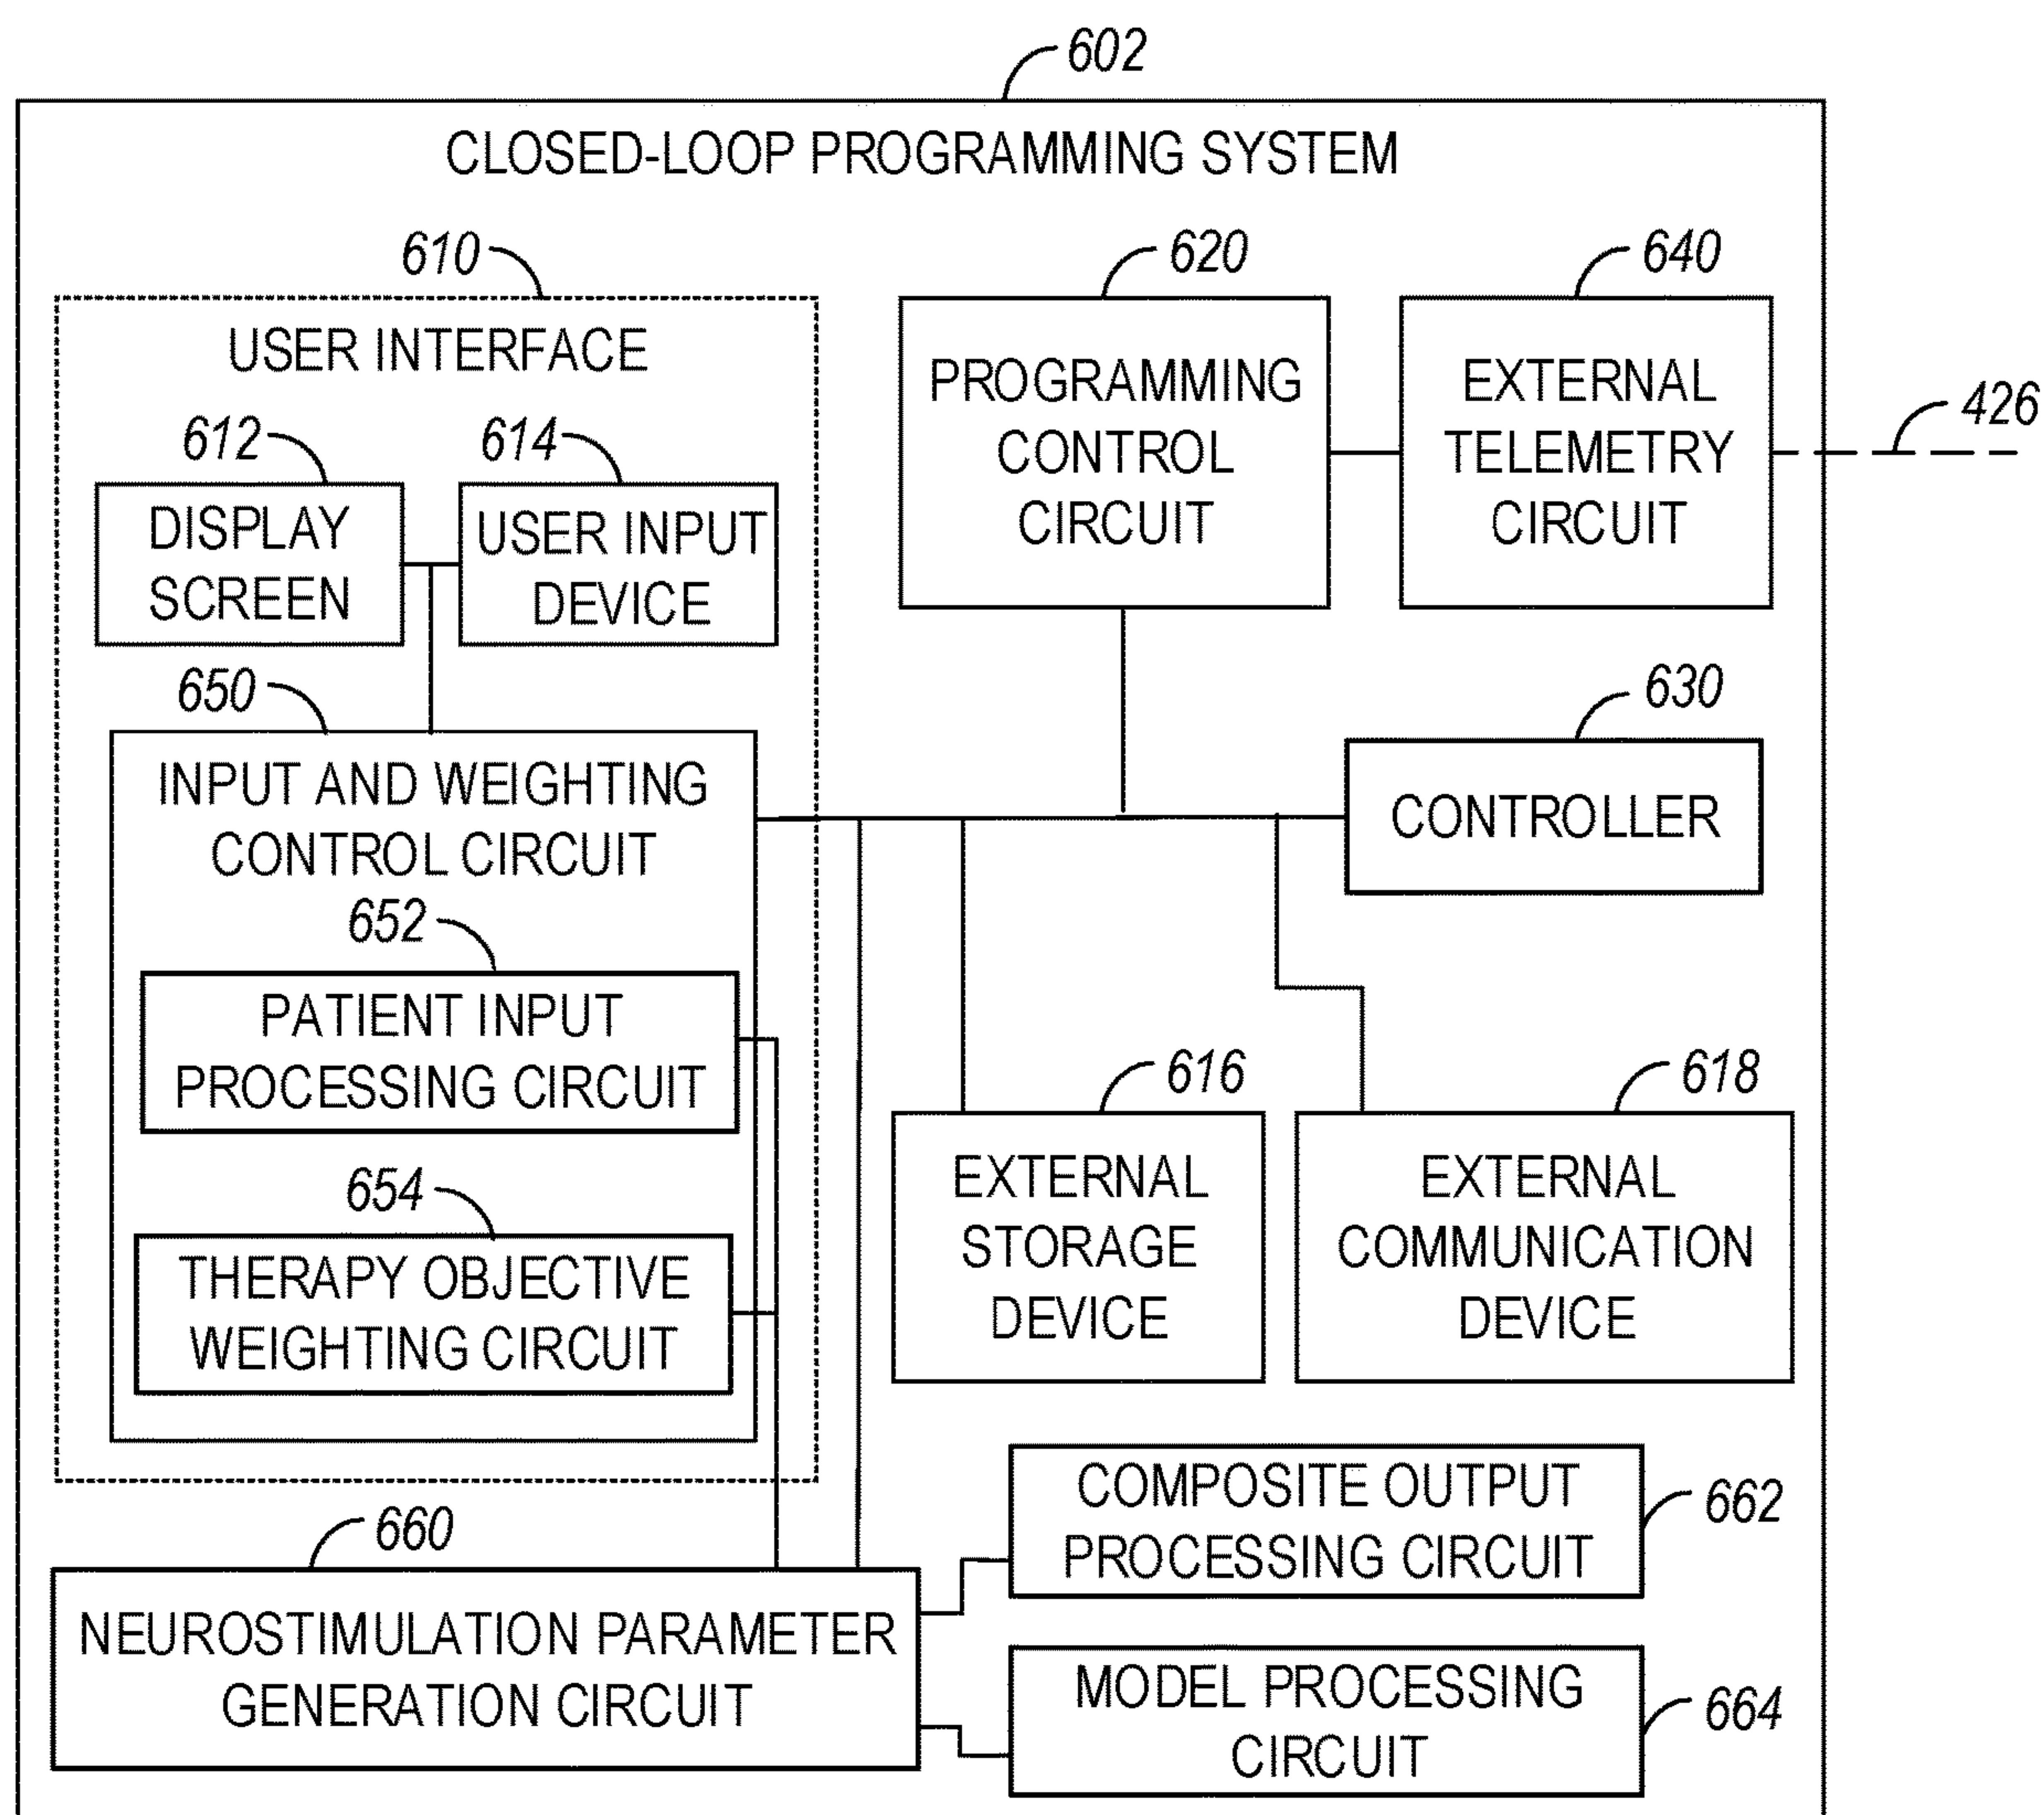 602
CLOSED-LOOP PROGRAMMING SYSTEM
610
USER INTERFACE
612
DISPLAY
SCREEN
614
USER INPUT
DEVICE
650
INPUT AND WEIGHTING
CONTROL CIRCUIT
652
PATIENT INPUT
PROCESSING CIRCUIT
654
THERAPY OBJECTIVE
WEIGHTING CIRCUIT
620
PROGRAMMING
CONTROL
CIRCUIT
640
EXTERNAL
TELEMETRY
CIRCUIT
426
630
CONTROLLER
616
EXTERNAL
STORAGE
DEVICE
618
EXTERNAL
COMMUNICATION
DEVICE
660
NEUROSTIMULATION PARAMETER
GENERATION CIRCUIT
COMPOSITE OUTPUT
PROCESSING CIRCUIT
662
MODEL PROCESSING
CIRCUIT
664